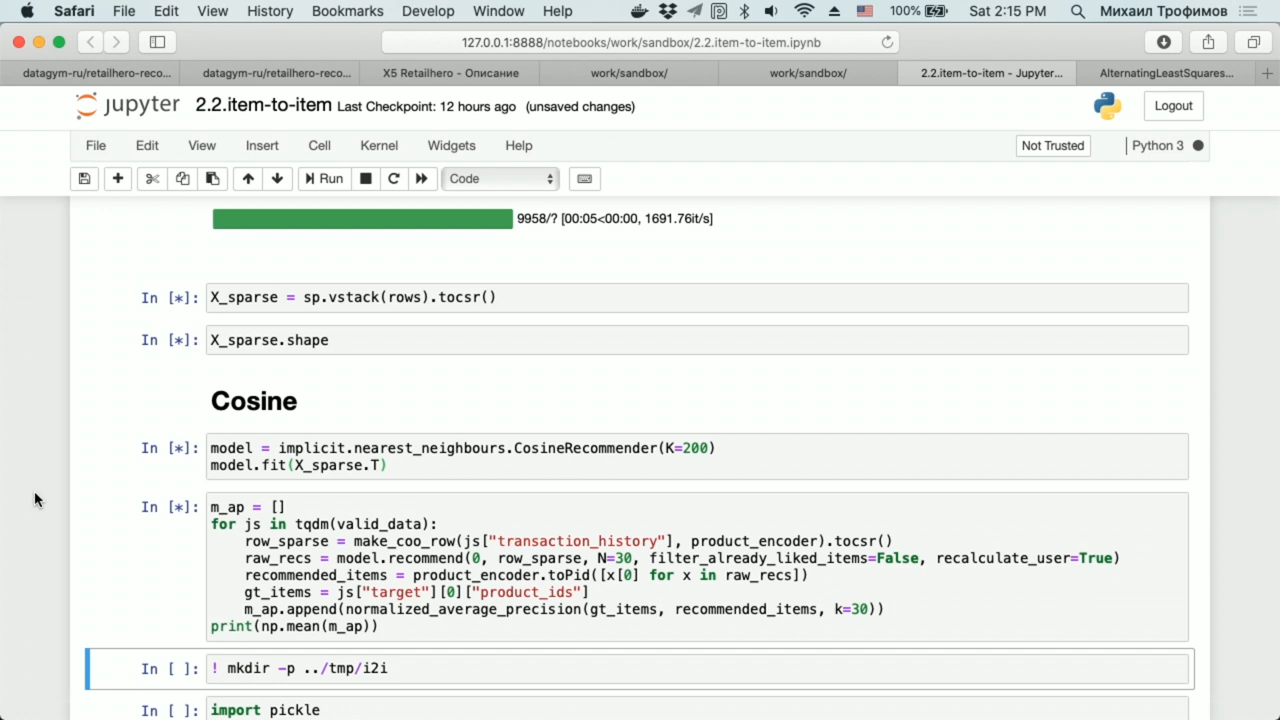 Safari File Edit View History Bookmarks Develop Window Help 100% Sat 2:15 PM Михаил Трофимов
127.0.0.1:8888/notebooks/work/sandbox/2.2.item-to-item.ipynb
datagym-ru/retailhero-reco... datagym-ru/retailhero-reco... X5 Retailhero - Описание work/sandbox/ work/sandbox/ 2.2.item-to-item - Jupyter... AlternatingLeastSquares... +
jupyter 2.2.item-to-item Last Checkpoint: 12 hours ago (unsaved changes) Logout
File Edit View Insert Cell Kernel Widgets Help Not Trusted Python 3
Run Code
9958/? [00:05<00:00, 1691.76it/s]
In [*]: X_sparse = sp.vstack(rows).tocsr()
In [*]: X_sparse.shape
Cosine
In [*]: model = implicit.nearest_neighbours.CosineRecommender(K=200)
model.fit(X_sparse.T)
In [*]: m_ap = []
for js in tqdm(valid_data):
    row_sparse = make_coo_row(js["transaction_history"], product_encoder).tocsr()
    raw_recs = model.recommend(0, row_sparse, N=30, filter_already_liked_items=False, recalculate_user=True)
    recommended_items = product_encoder.toPid([x[0] for x in raw_recs])
    gt_items = js["target"][0]["product_ids"]
    m_ap.append(normalized_average_precision(gt_items, recommended_items, k=30))
print(np.mean(m_ap))
In [ ]: ! mkdir -p ../tmp/i2i
In [ ]: import pickle